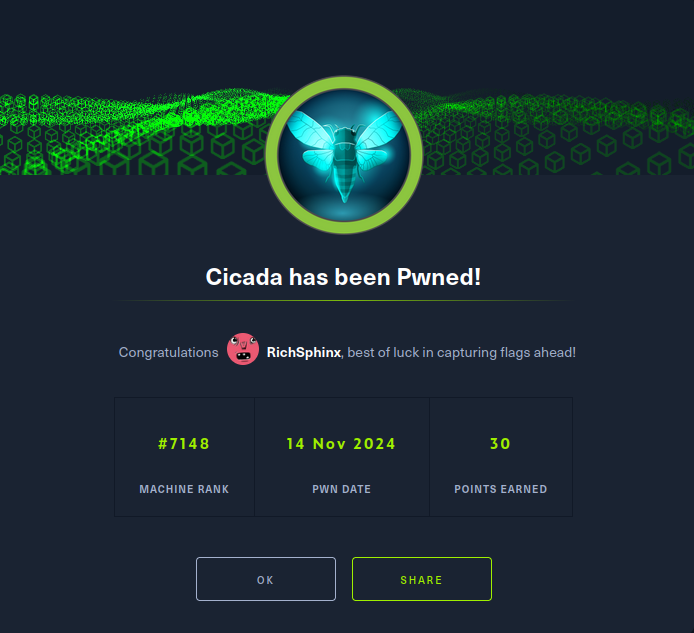 Cicada has been Pwned!
Congratulations RichSphinx, best of luck in capturing flags ahead!
#7148 14 Nov 2024 30
MACHINE RANK PWN DATE POINTS EARNED
OK SHARE